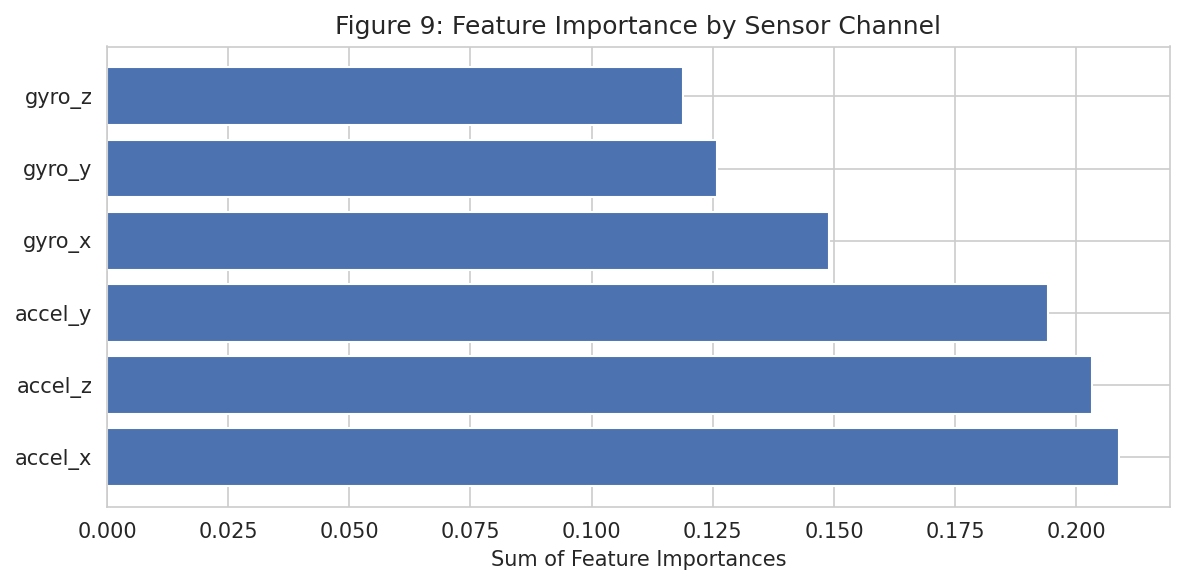 Figure 9: Feature Importance by Sensor Channel
gyro_z
gyro_y
gyro_x
accel_y
accel_z
accel_x
0.000 0.025 0.050 0.075 0.100 0.125 0.150 0.175 0.200
Sum of Feature Importances